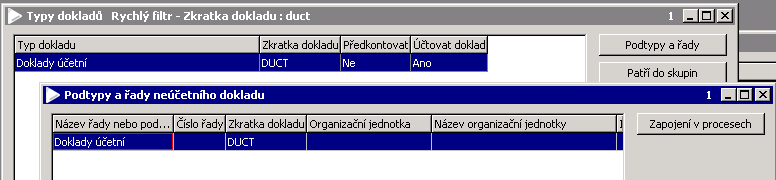 Typy dokladů Rychlý filtr - Zkratka dokladu : duct 1
Typ dokladu Zkratka dokladu Předkontovat Účtovat doklad
Doklady účetní DUCT Ne Ano
Podtypy a řady
Patří do skupin
Podtypy a řady neúčetního dokladu 1
Název řady nebo pod... Číslo řady Zkratka dokladu Organizační jednotka Název organizační jednotky
Doklady účetní DUCT
Zapojení v procesech